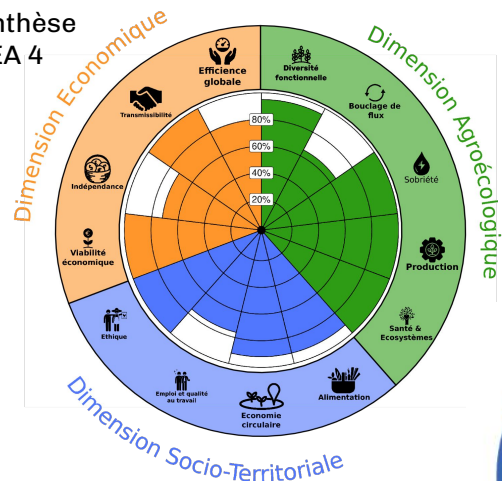 nthèse
EA 4
Dimension Economique
Dimension Agroécologique
Dimension Socio-Territoriale
Efficience
globale
Diversité
fonctionnelle
Bouclage de
flux
Sobriété
Production
Santé &
Ecosystèmes
Alimentation
Economie
circulaire
Emploi et qualité
au travail
Ethique
Viabilité
économique
Indépendance
Transmissibilité
80%
60%
40%
20%